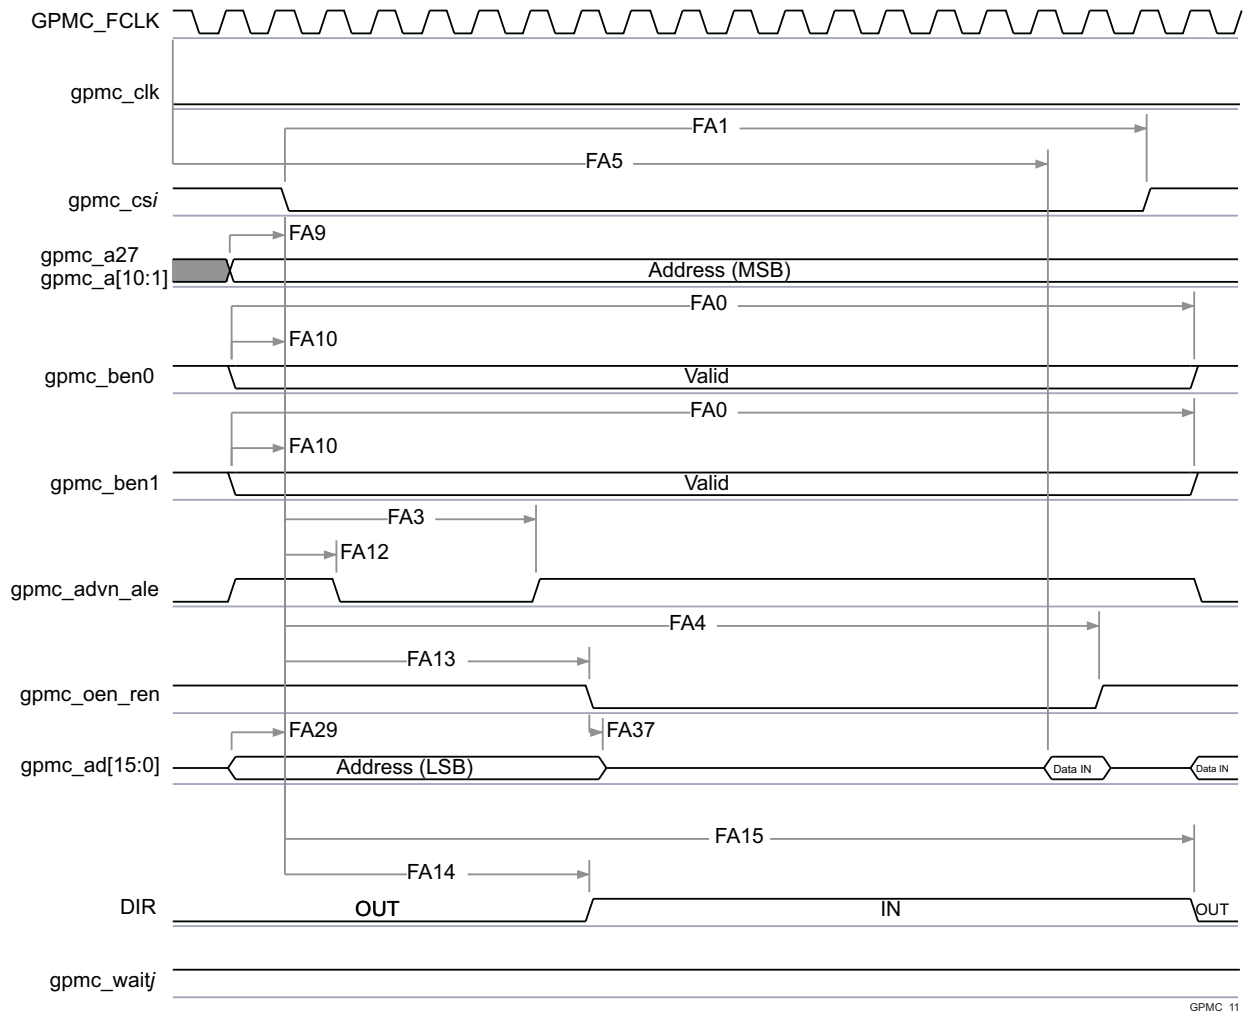 GPMC_FCLK
gpmc_clk
FA1
FA5
gpmc_csi
FA9
gpmc_a27
gpmc_a[10:1]
Address (MSB)
FA0
FA10
gpmc_ben0
Valid
FA0
FA10
gpmc_ben1
Valid
FA3
FA12
gpmc_advn_ale
FA4
FA13
gpmc_oen_ren
FA29
FA37
gpmc_ad[15:0]
Address (LSB)
Data IN
Data IN
FA15
FA14
DIR
OUT
IN
OUT
gpmc_waitj
GPMC_11